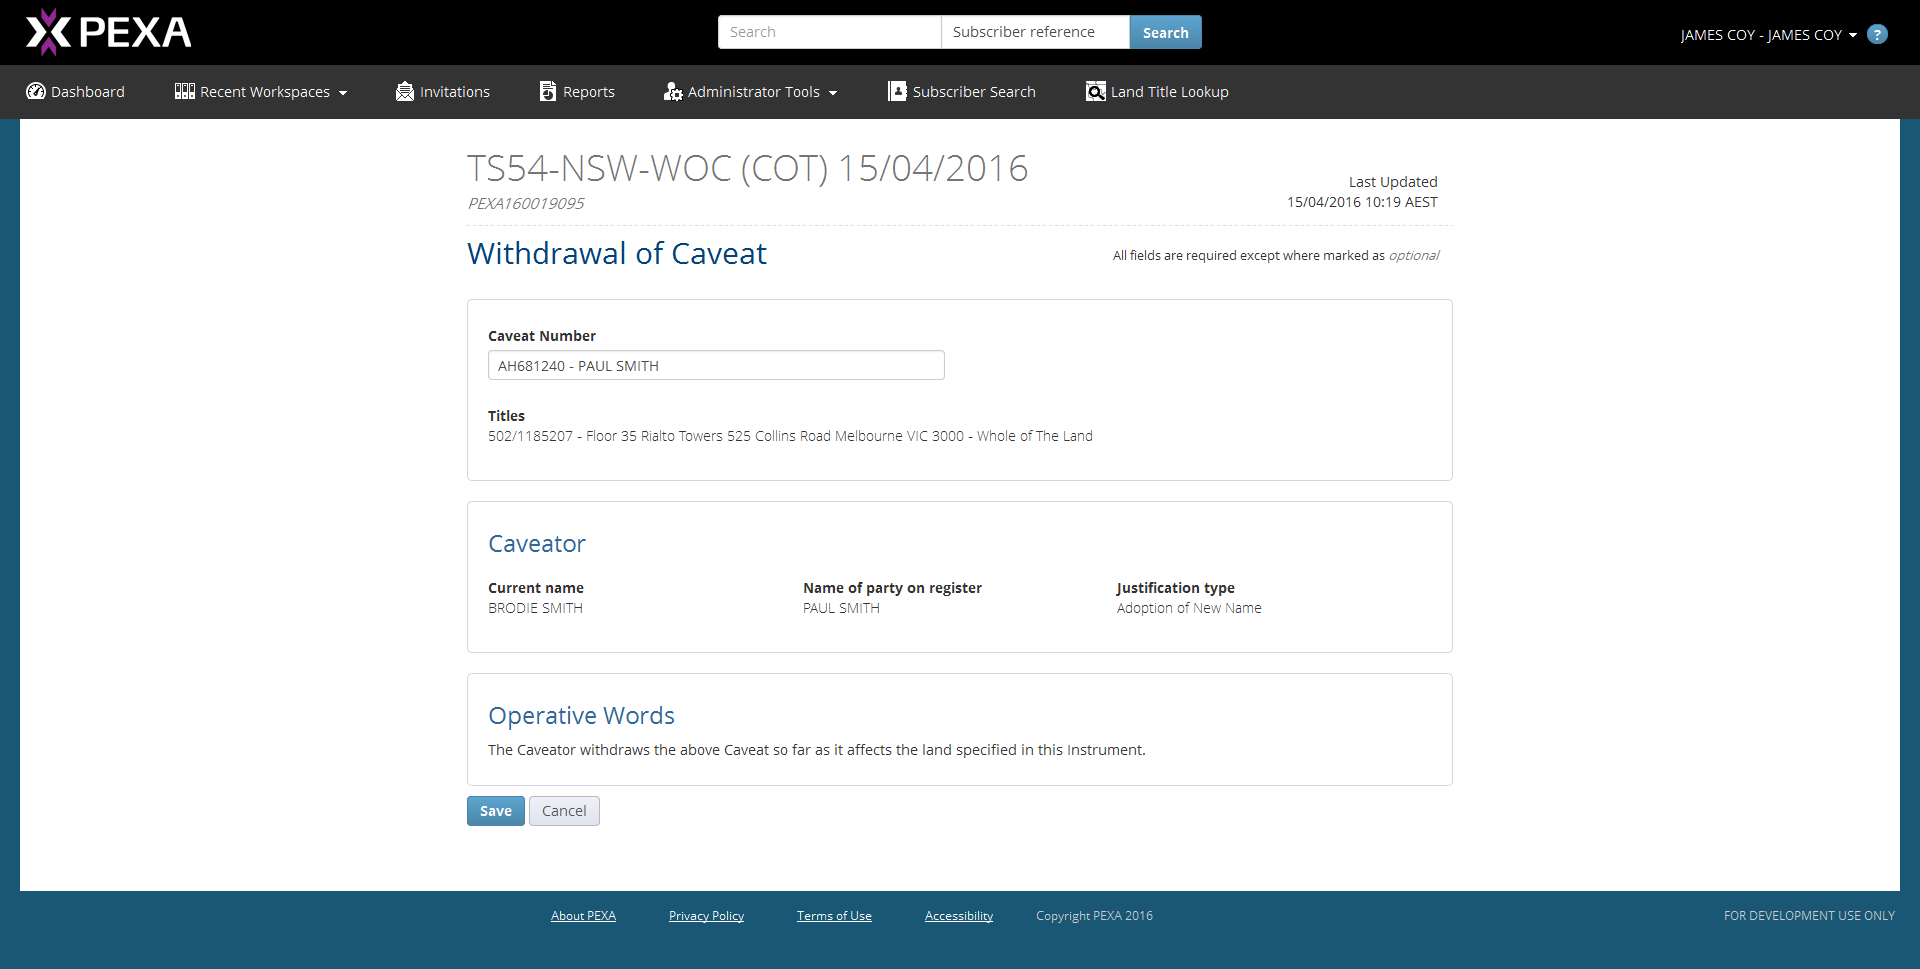 PEXA
Search
Subscriber reference
Search
JAMES COY - JAMES COY
?
Dashboard
Recent Workspaces
Invitations
Reports
Administrator Tools
Subscriber Search
Land Title Lookup
TS54-NSW-WOC (COT) 15/04/2016
PEXA160019095
Last Updated
15/04/2016 10:19 AEST
Withdrawal of Caveat
All fields are required except where marked as optional
Caveat Number
AH681240 - PAUL SMITH
Titles
502/1185207 - Floor 35 Rialto Towers 525 Collins Road Melbourne VIC 3000 - Whole of The Land
Caveator
Current name
BRODIE SMITH
Name of party on register
PAUL SMITH
Justification type
Adoption of New Name
Operative Words
The Caveator withdraws the above Caveat so far as it affects the land specified in this Instrument.
Save
Cancel
About PEXA
Privacy Policy
Terms of Use
Accessibility
Copyright PEXA 2016
FOR DEVELOPMENT USE ONLY